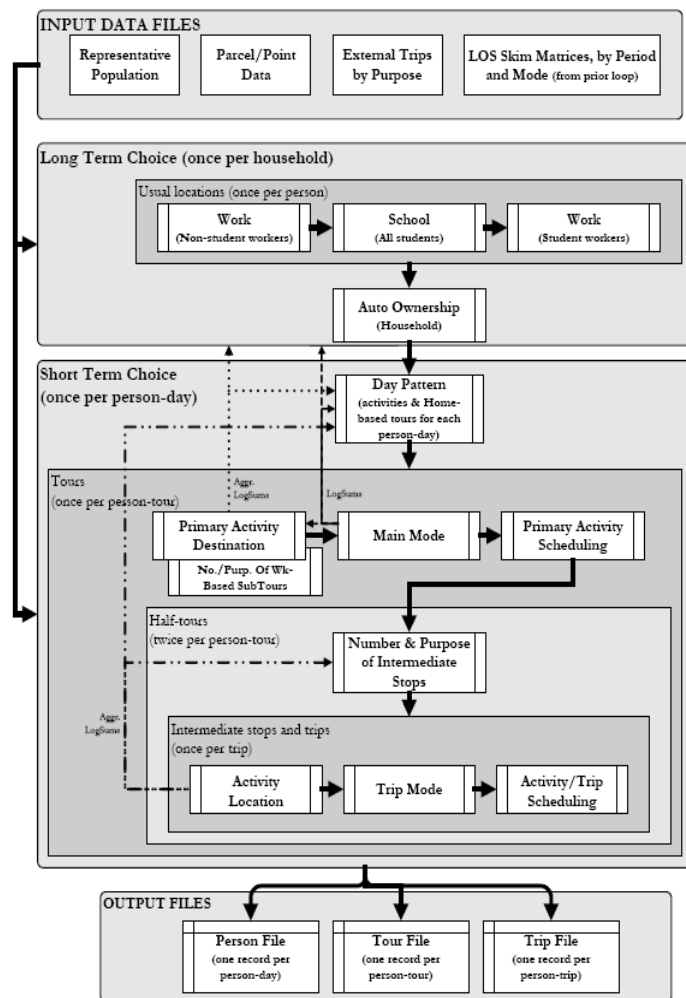 INPUT DATA FILES
Representative
Population
Parcel/Point
Data
External Trips
by Purpose
LOS Skim Matrices, by Period
and Mode (from prior loop)
Long Term Choice (once per household)
Usual locations (once per person)
Work
(Non-student workers)
School
(All students)
Work
(Student workers)
Auto Ownership
(Household)
Short Term Choice
(once per person-day)
Day Pattern
(activities & Home-
based tours for each
person-day)
Tours
(once per person-tour)
Aggr.
LogSums
LogSums
Primary Activity
Destination
Main Mode
Primary Activity
Scheduling
No./Purp. Of Wk-
Based SubTours
Half-tours
(twice per person-tour)
Number & Purpose
of Intermediate
Stops
Aggr.
LogSums
Intermediate stops and trips
(once per trip)
Activity
Location
Trip Mode
Activity/Trip
Scheduling
OUTPUT FILES
Person File
(one record per
person-day)
Tour File
(one record per
person-tour)
Trip File
(one record per
person-trip)